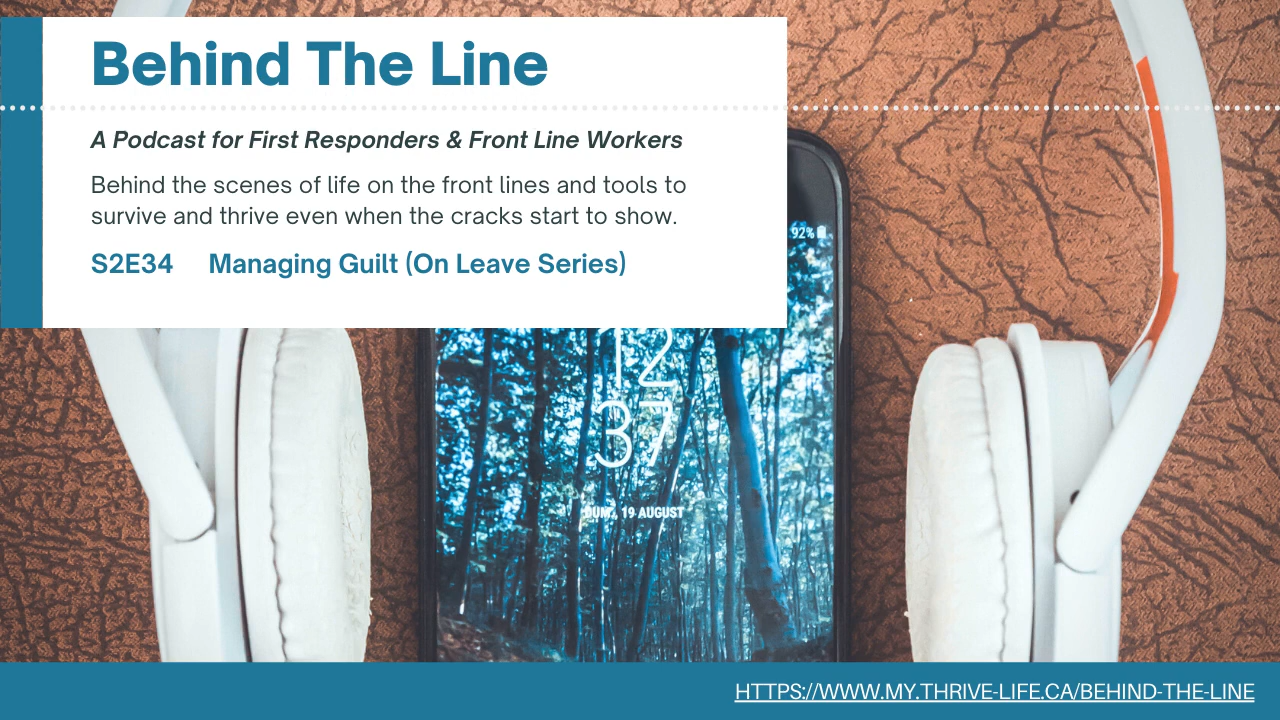 Behind The Line
A Podcast for First Responders & Front Line Workers
Behind the scenes of life on the front lines and tools to
survive and thrive even when the cracks start to show.
S2E34 Managing Guilt (On Leave Series)
92%
12
37
DUM., 19 AUGUST
HTTPS://WWW.MY.THRIVE-LIFE.CA/BEHIND-THE-LINE